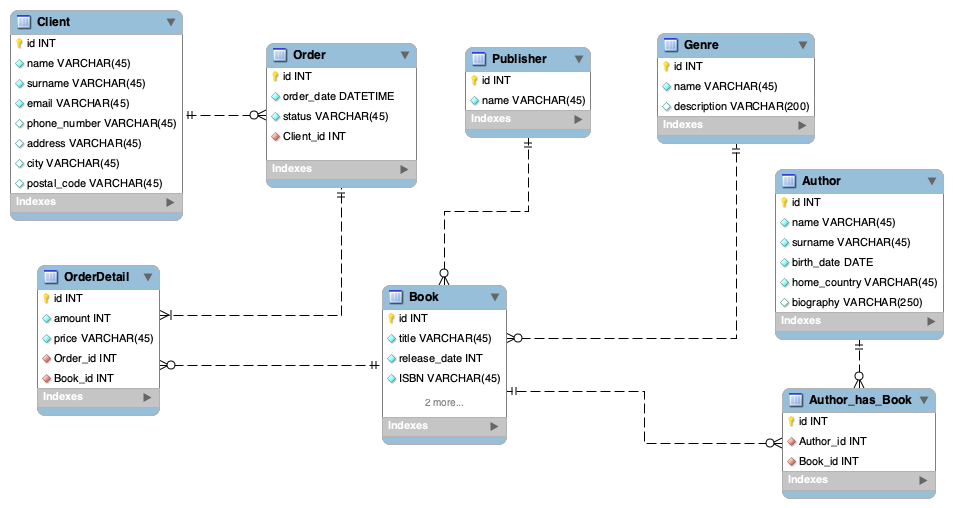 Client
id INT
name VARCHAR(45)
surname VARCHAR(45)
email VARCHAR(45)
phone_number VARCHAR(45)
address VARCHAR(45)
city VARCHAR(45)
postal_code VARCHAR(45)
Indexes
Order
id INT
order_date DATETIME
status VARCHAR(45)
Client_id INT
Indexes
Publisher
id INT
name VARCHAR(45)
Indexes
Genre
id INT
name VARCHAR(45)
description VARCHAR(200)
Indexes
Author
id INT
name VARCHAR(45)
surname VARCHAR(45)
birth_date DATE
home_country VARCHAR(45)
biography VARCHAR(250)
Indexes
OrderDetail
id INT
amount INT
price VARCHAR(45)
Order_id INT
Book_id INT
Indexes
Book
id INT
title VARCHAR(45)
release_date INT
ISBN VARCHAR(45)
2 more...
Indexes
Author_has_Book
id INT
Author_id INT
Book_id INT
Indexes